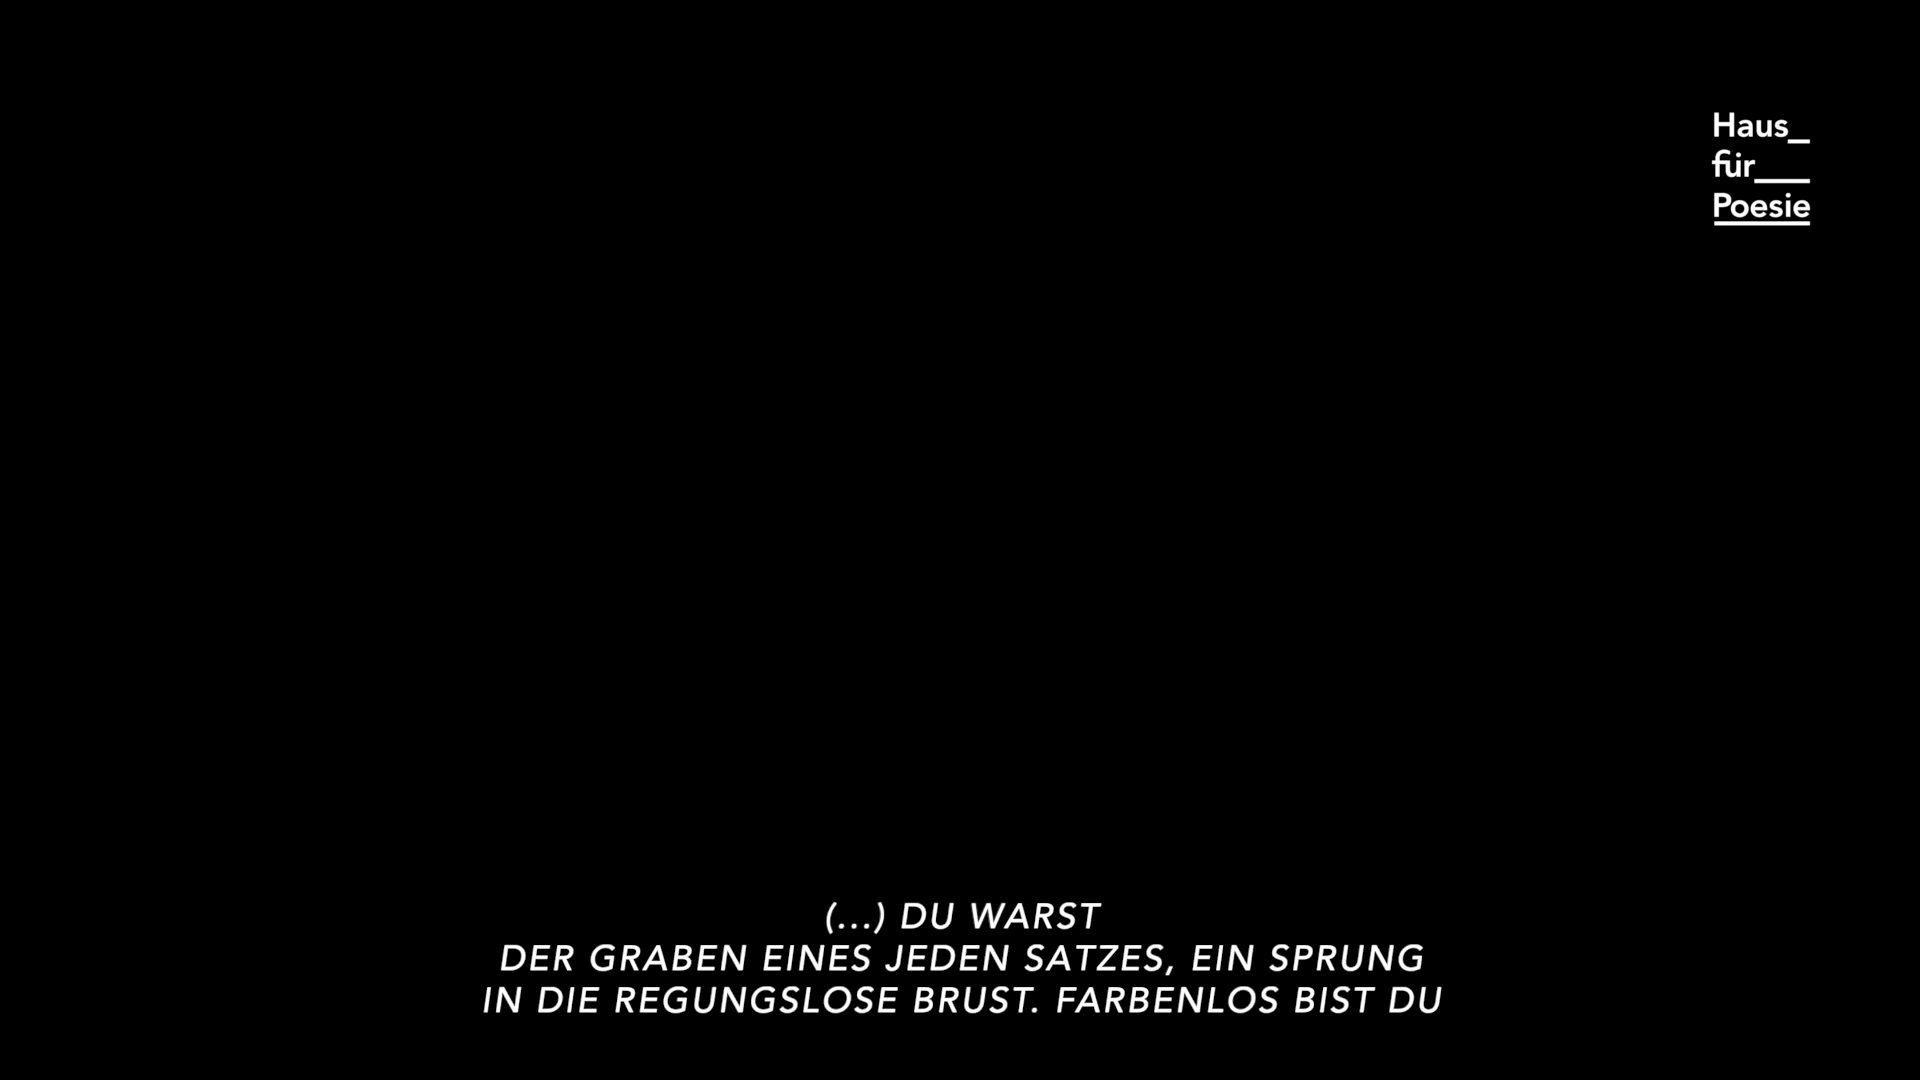 Haus_
für___
Poesie
(...) DU WARST
DER GRABEN EINES JEDEN SATZES, EIN SPRUNG
IN DIE REGUNGSLOSE BRUST. FARBENLOS BIST DU